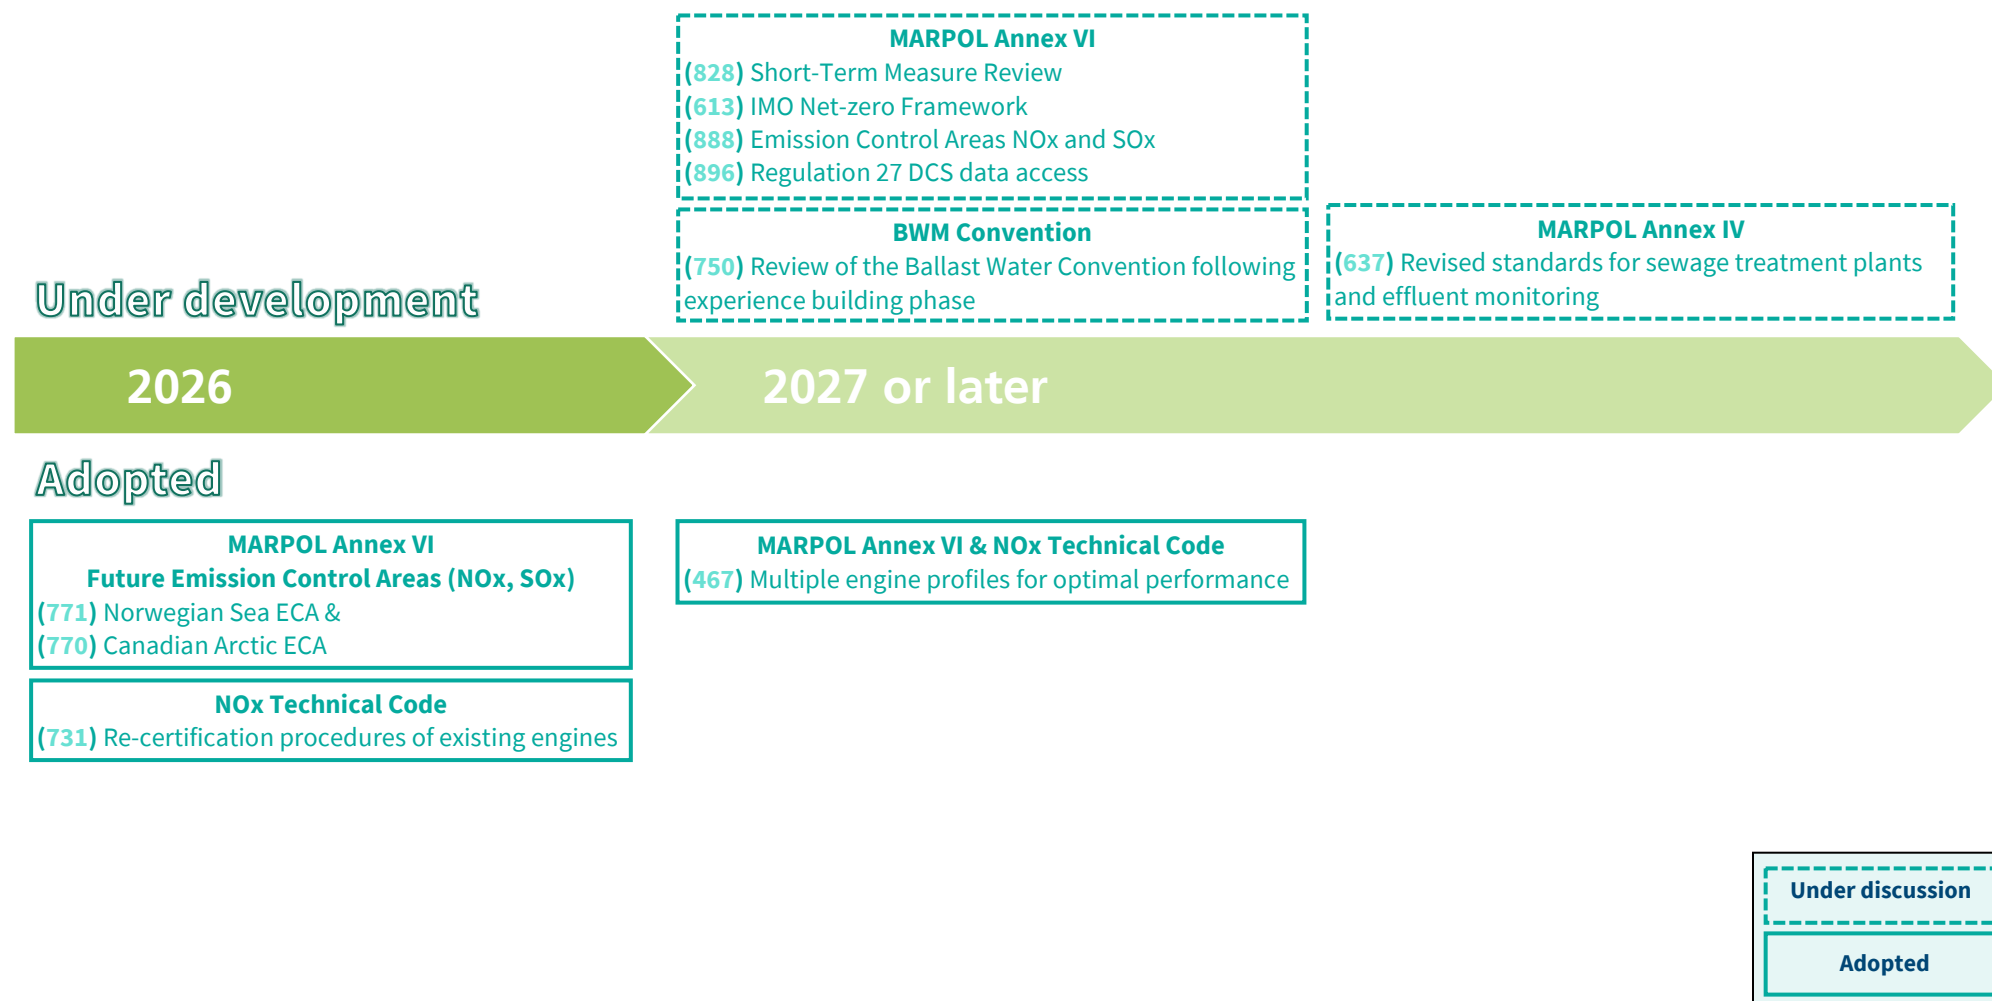 MARPOL Annex VI
(828) Short-Term Measure Review
(613) IMO Net-zero Framework
(888) Emission Control Areas NOx and SOx
(896) Regulation 27 DCS data access
BWM Convention
(750) Review of the Ballast Water Convention following
experience building phase
MARPOL Annex IV
(637) Revised standards for sewage treatment plants
and effluent monitoring
Under development
2026
2027 or later
Adopted
MARPOL Annex VI
Future Emission Control Areas (NOx, SOx)
(771) Norwegian Sea ECA &
(770) Canadian Arctic ECA
NOx Technical Code
(731) Re-certification procedures of existing engines
MARPOL Annex VI & NOx Technical Code
(467) Multiple engine profiles for optimal performance
Under discussion
Adopted